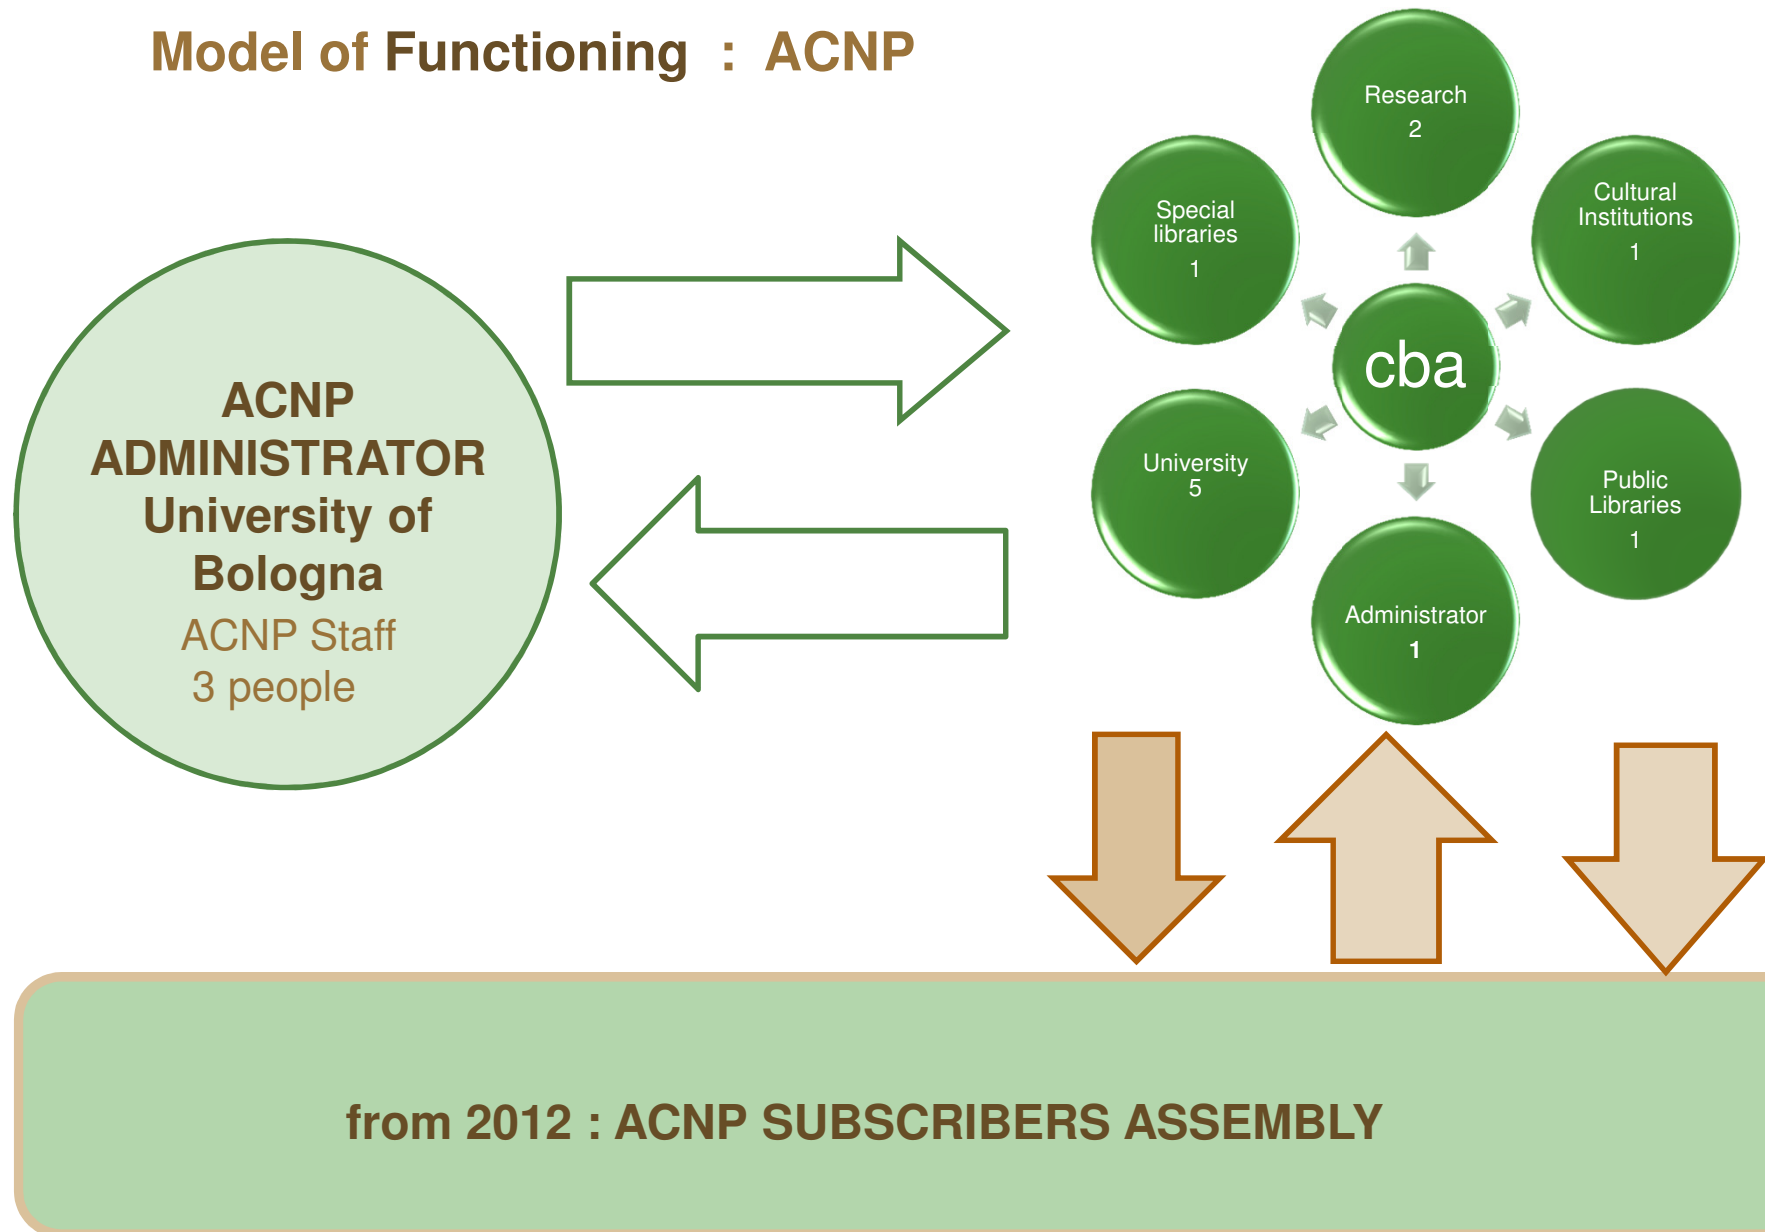 Model of Functioning : ACNP
ACNP
ADMINISTRATOR
University of
Bologna
ACNP Staff
3 people
Research
2
Cultural
Institutions
1
Special
libraries
1
cba
University
5
Public
Libraries
1
Administrator
1
from 2012 : ACNP SUBSCRIBERS ASSEMBLY